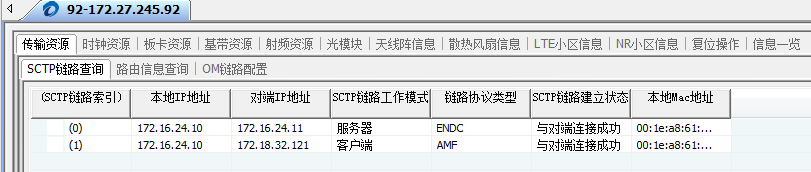 92-172.27.245.92
传输资源 时钟资源 板卡资源 基带资源 射频资源 光模块 天线阵信息 散热风扇信息 LTE小区信息 NR小区信息 复位操作 信息一览
SCTP链路查询 路由信息查询 OM链路配置
(SCTP链路索引) 本地IP地址 对端IP地址 SCTP链路工作模式 链路协议类型 SCTP链路建立状态 本地Mac地址
(0) 172.16.24.10 172.16.24.11 服务器 ENDC 与对端连接成功 00:1e:a8:61:...
(1) 172.16.24.10 172.18.32.121 客户端 AMF 与对端连接成功 00:1e:a8:61:...